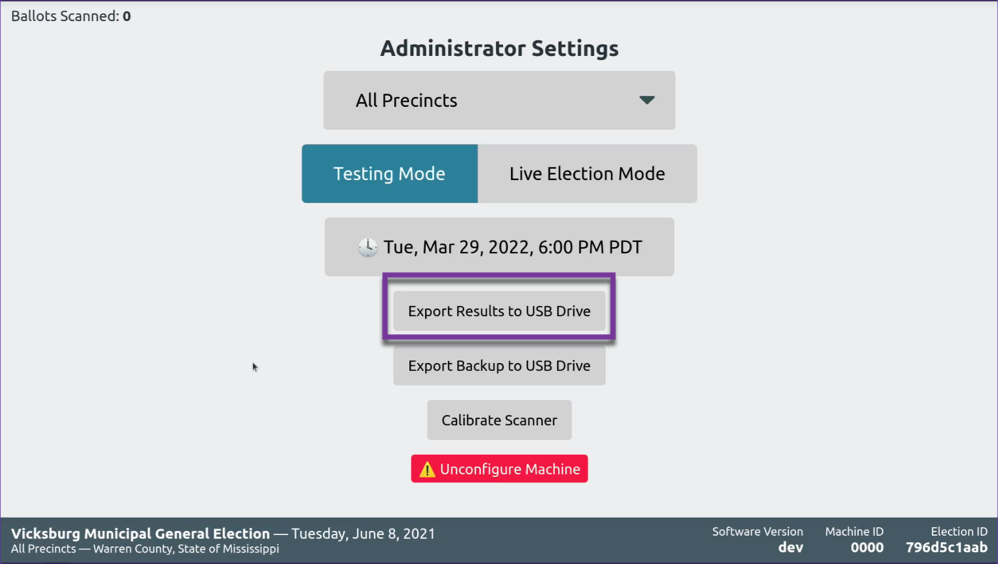 Ballots Scanned: 0
Administrator Settings
All Precincts
Testing Mode
Live Election Mode
Tue, Mar 29, 2022, 6:00 PM PDT
Export Results to USB Drive
Export Backup to USB Drive
Calibrate Scanner
Unconfigure Machine
Vicksburg Municipal General Election — Tuesday, June 8, 2021
All Precincts — Warren County, State of Mississippi
Software Version
dev
Machine ID
0000
Election ID
796d5c1aab